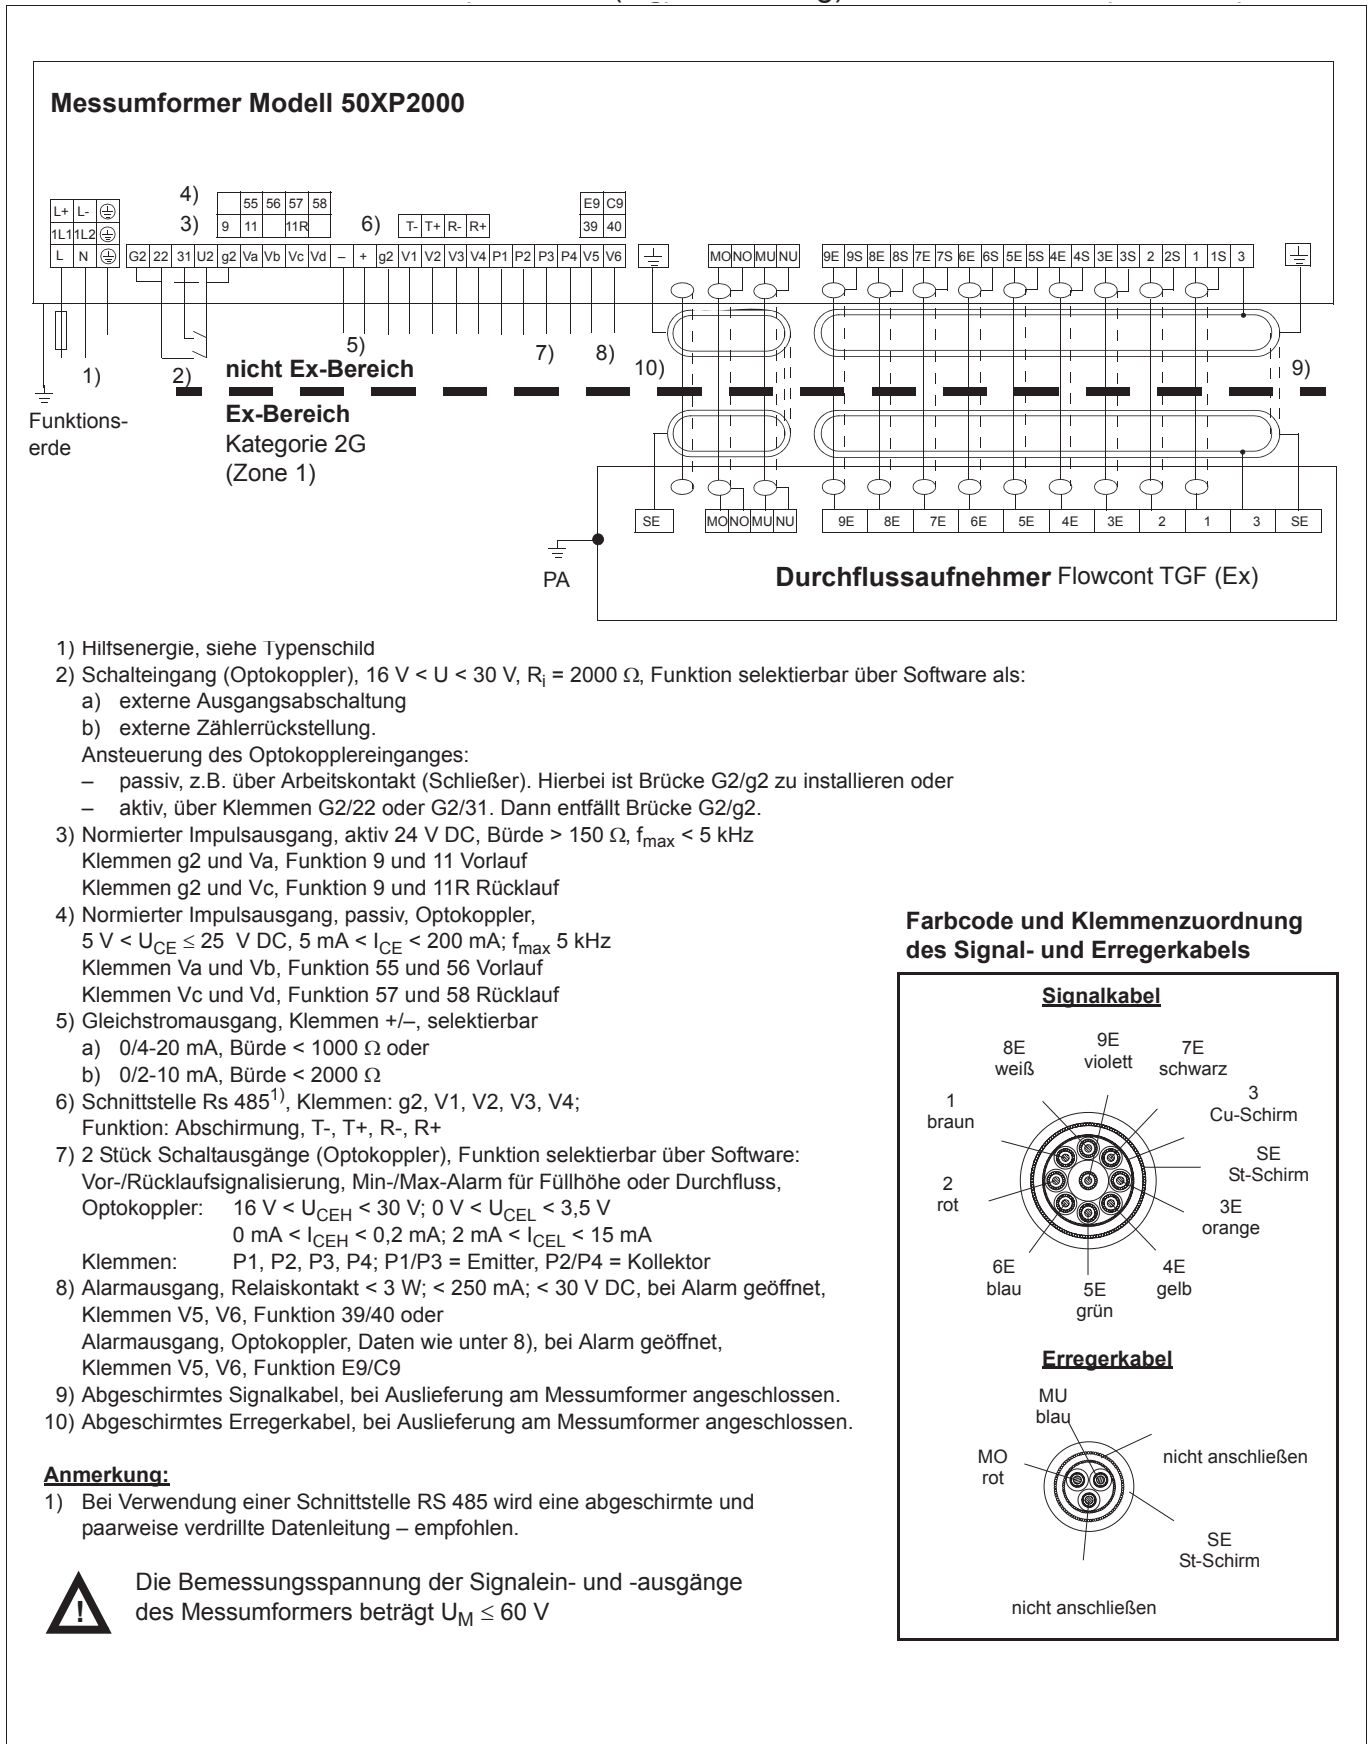 Messumformer Modell 50XP2000
4) 55 56 57 58 E9 C9
L+ L-
3) 9 11 11R 6) T- T+ R- R+ 39 40
1L1 1L2
L N G2 22 31 U2 g2 Va Vb Vc Vd – + g2 V1 V2 V3 V4 P1 P2 P3 P4 V5 V6 MO NO MU NU 9E 9S 8E 8S 7E 7S 6E 6S 5E 5S 4E 4S 3E 3S 2 2S 1 1S 3
5) 7) 8) 10) 9)
1) 2) nicht Ex-Bereich
Funktions-
erde
Ex-Bereich
Kategorie 2G
(Zone 1)
SE MO NO MU NU 9E 8E 7E 6E 5E 4E 3E 2 1 3 SE
PA
Durchflussaufnehmer Flowcont TGF (Ex)
1) Hilfsenergie, siehe Typenschild
2) Schalteingang (Optokoppler), 16 V < U < 30 V, Ri = 2000 Ω, Funktion selektierbar über Software als:
a) externe Ausgangsabschaltung
b) externe Zählerrückstellung.
Ansteuerung des Optokopplereinganges:
– passiv, z.B. über Arbeitskontakt (Schließer). Hierbei ist Brücke G2/g2 zu installieren oder
– aktiv, über Klemmen G2/22 oder G2/31. Dann entfällt Brücke G2/g2.
3) Normierter Impulsausgang, aktiv 24 V DC, Bürde > 150 Ω, fmax < 5 kHz
Klemmen g2 und Va, Funktion 9 und 11 Vorlauf
Klemmen g2 und Vc, Funktion 9 und 11R Rücklauf
4) Normierter Impulsausgang, passiv, Optokoppler,
5 V < UCE ≤ 25 V DC, 5 mA < ICE < 200 mA; fmax 5 kHz
Klemmen Va und Vb, Funktion 55 und 56 Vorlauf
Klemmen Vc und Vd, Funktion 57 und 58 Rücklauf
5) Gleichstromausgang, Klemmen +/–, selektierbar
a) 0/4-20 mA, Bürde < 1000 Ω oder
b) 0/2-10 mA, Bürde < 2000 Ω
6) Schnittstelle Rs 485¹⁾, Klemmen: g2, V1, V2, V3, V4;
Funktion: Abschirmung, T-, T+, R-, R+
7) 2 Stück Schaltausgänge (Optokoppler), Funktion selektierbar über Software:
Vor-/Rücklaufsignalisierung, Min-/Max-Alarm für Füllhöhe oder Durchfluss,
Optokoppler: 16 V < UCEH < 30 V; 0 V < UCEL < 3,5 V
0 mA < ICEH < 0,2 mA; 2 mA < ICEL < 15 mA
Klemmen: P1, P2, P3, P4; P1/P3 = Emitter, P2/P4 = Kollektor
8) Alarmausgang, Relaiskontakt < 3 W; < 250 mA; < 30 V DC, bei Alarm geöffnet,
Klemmen V5, V6, Funktion 39/40 oder
Alarmausgang, Optokoppler, Daten wie unter 8), bei Alarm geöffnet,
Klemmen V5, V6, Funktion E9/C9
9) Abgeschirmtes Signalkabel, bei Auslieferung am Messumformer angeschlossen.
10) Abgeschirmtes Erregerkabel, bei Auslieferung am Messumformer angeschlossen.
Anmerkung:
1) Bei Verwendung einer Schnittstelle RS 485 wird eine abgeschirmte und
paarweise verdrillte Datenleitung – empfohlen.
!
Die Bemessungsspannung der Signalein- und -ausgänge
des Messumformers beträgt UM ≤ 60 V
Farbcode und Klemmenzuordnung
des Signal- und Erregerkabels
Signalkabel
8E
weiß
9E
violett
7E
schwarz
1
braun
3
Cu-Schirm
SE
St-Schirm
2
rot
3E
orange
6E
blau
5E
grün
4E
gelb
Erregerkabel
MU
blau
MO
rot
nicht anschließen
SE
St-Schirm
nicht anschließen